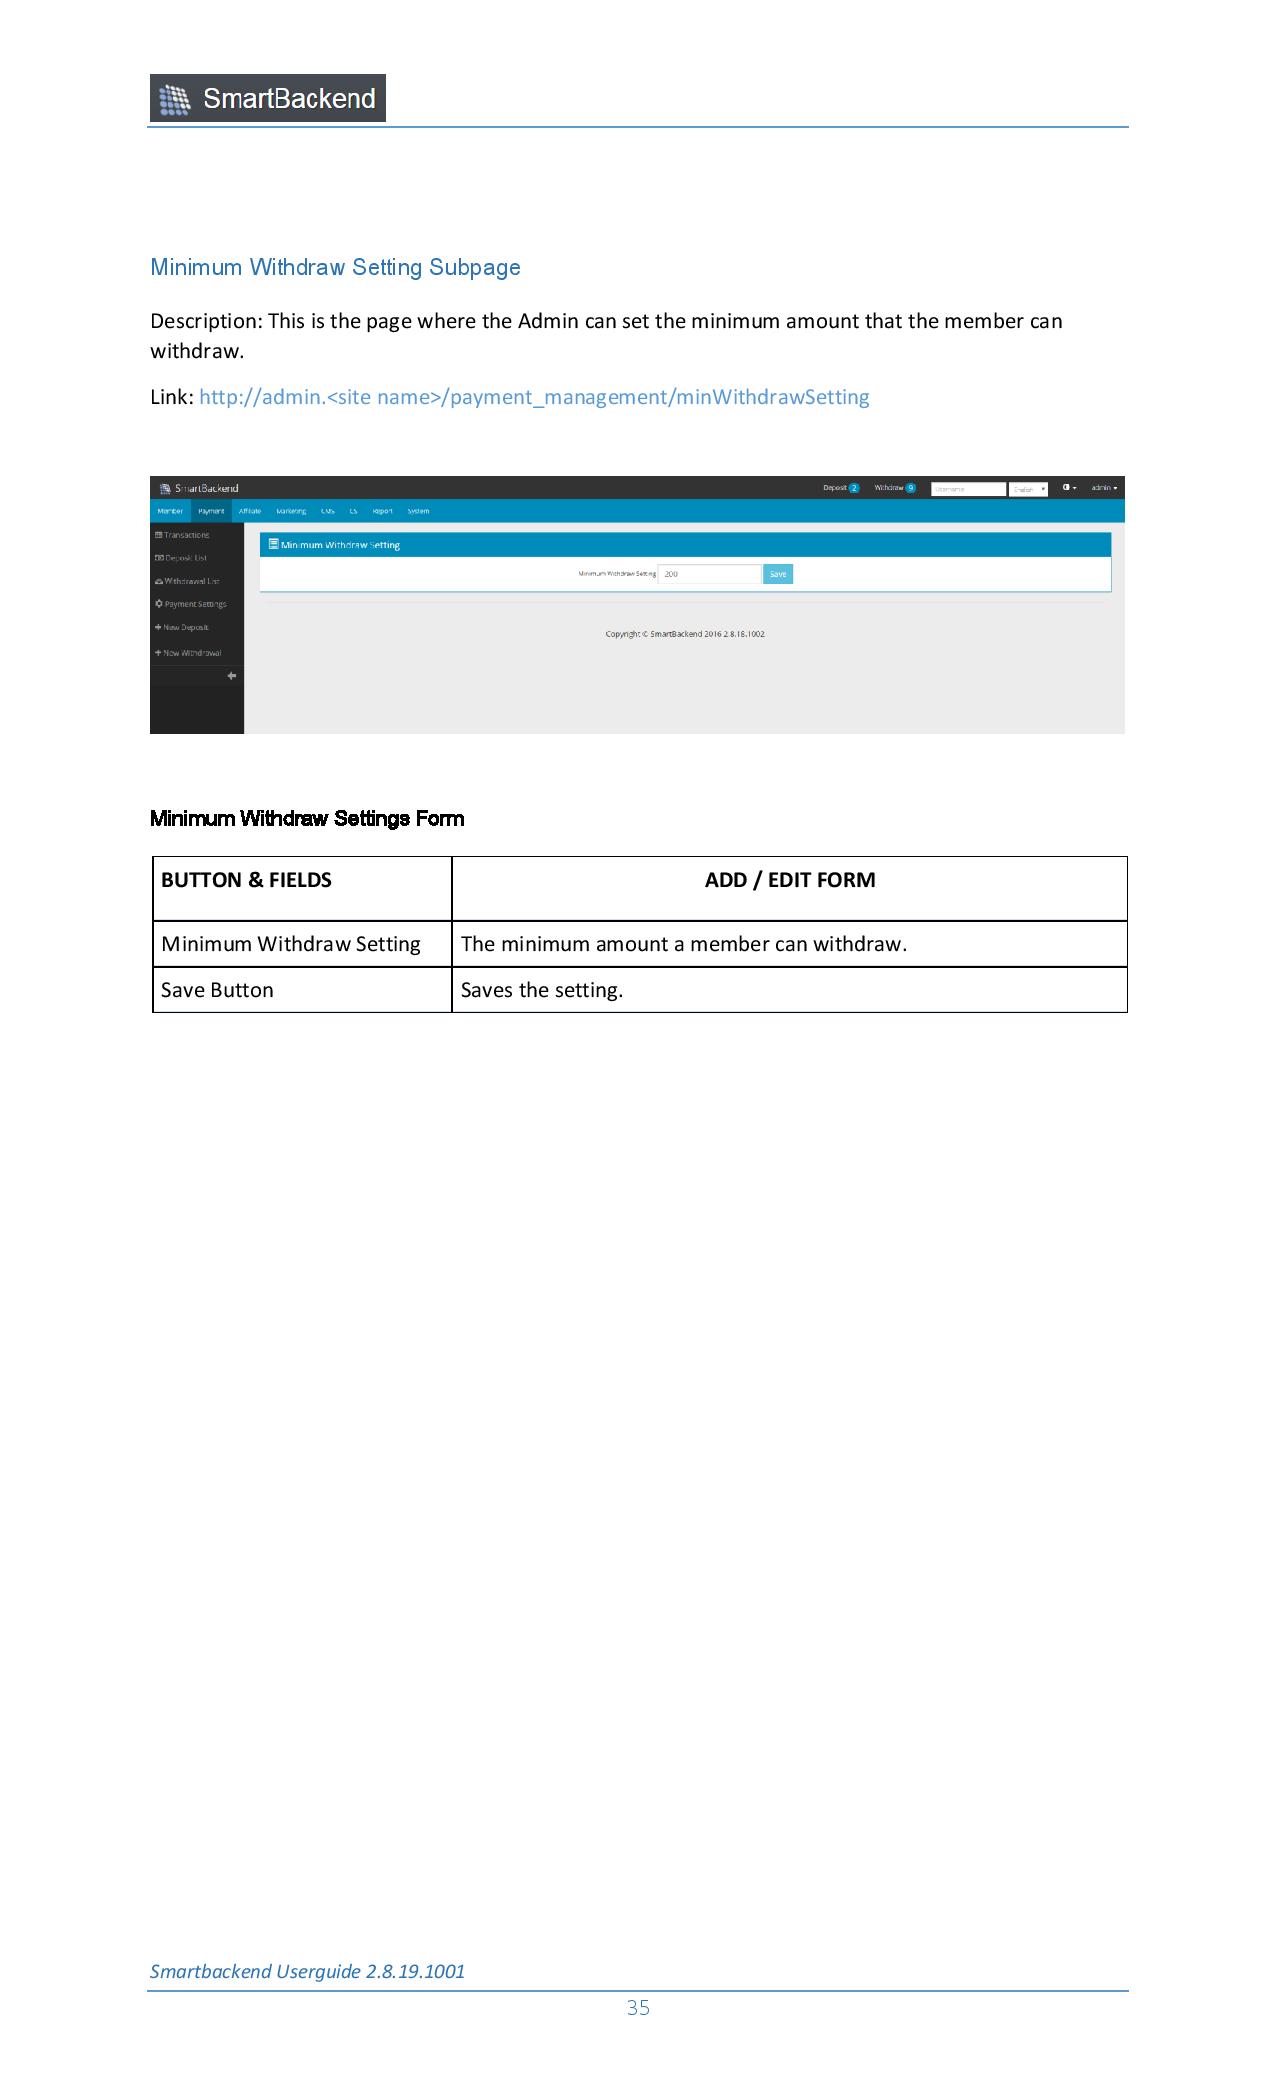 SmartBackend
Minimum Withdraw Setting Subpage
Description: This is the page where the Admin can set the minimum amount that the member can
withdraw.
Link: http://admin.<site name>/payment_management/minWithdrawSetting
SmartBackend Deposit 2 Withdraw 9 Username English admin
Member Payment Affiliate Marketing CMS CS Report System
Transactions
Minimum Withdraw Setting
Deposit List
Minimum Withdraw Setting 200 Save
Withdrawal List
Payment Settings
New Deposit
Copyright © SmartBackend 2016 2.8.18.1002
New Withdrawal
Minimum Withdraw Settings Form
BUTTON & FIELDS ADD / EDIT FORM
Minimum Withdraw Setting The minimum amount a member can withdraw.
Save Button Saves the setting.
Smartbackend Userguide 2.8.19.1001
35